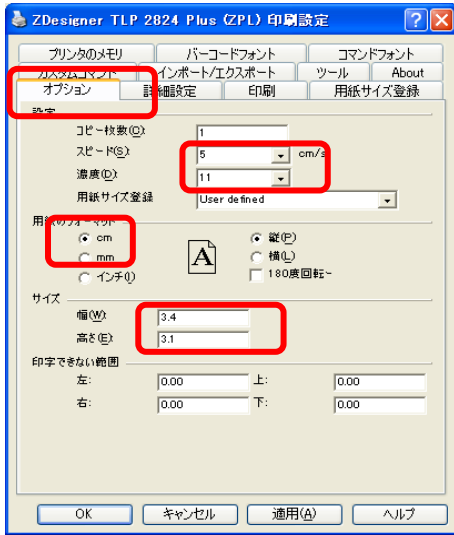 ZDesigner TLP 2824 Plus (ZPL) 印刷設定
プリンタのメモリ バーコードフォント コマンドフォント
カスタムコマンド インポート/エクスポート ツール About
オプション 詳細設定 印刷 用紙サイズ登録
設定
コピー枚数(C): 1
スピード(S): 5 cm/s
濃度(D): 11
用紙サイズ登録 User defined
用紙のフォーマット
cm 縦(P)
mm A 横(L)
インチ(I) 180度回転~
サイズ
幅(W): 3.4
高さ(E): 3.1
印字できない範囲
左: 0.00 上: 0.00
右: 0.00 下: 0.00
OK キャンセル 適用(A) ヘルプ